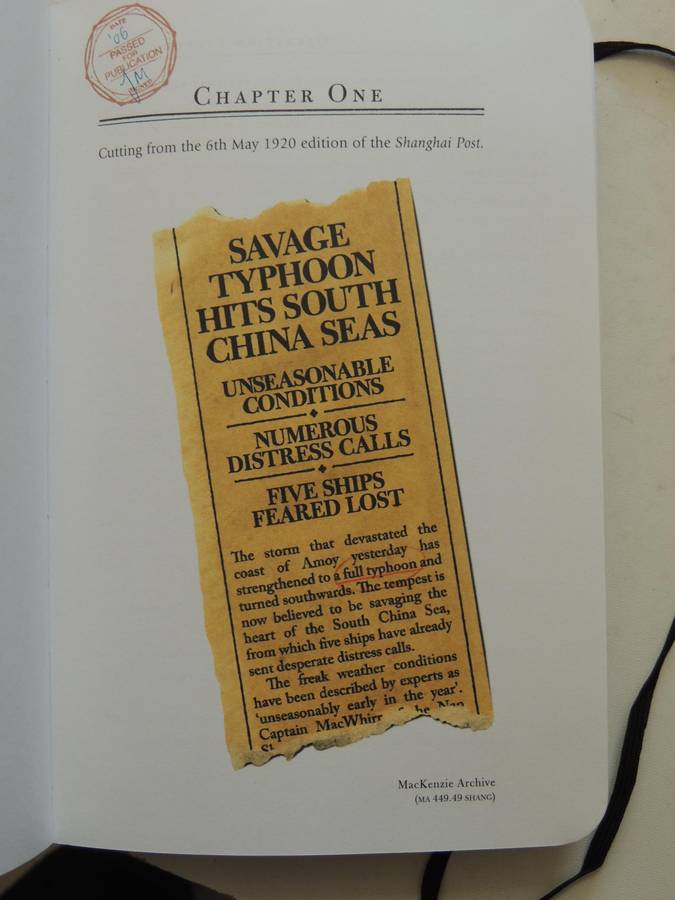 DATE
'06
PASSED
FOR
PUBLICATION
JM
CHAPTER ONE
Cutting from the 6th May 1920 edition of the Shanghai Post.
SAVAGE
TYPHOON
HITS SOUTH
CHINA SEAS
UNSEASONABLE
CONDITIONS
NUMEROUS
DISTRESS CALLS
FIVE SHIPS
FEARED LOST
The storm that devastated the
coast of Amoy yesterday has
strengthened to a full typhoon and
turned southwards. The tempest is
now believed to be savaging the
heart of the South China Sea,
from which five ships have already
sent desperate distress calls.
The freak weather conditions
have been described by experts as
'unseasonably early in the year'.
Captain MacWhirr
MacKenzie Archive
(MA 449.49 SHANG)